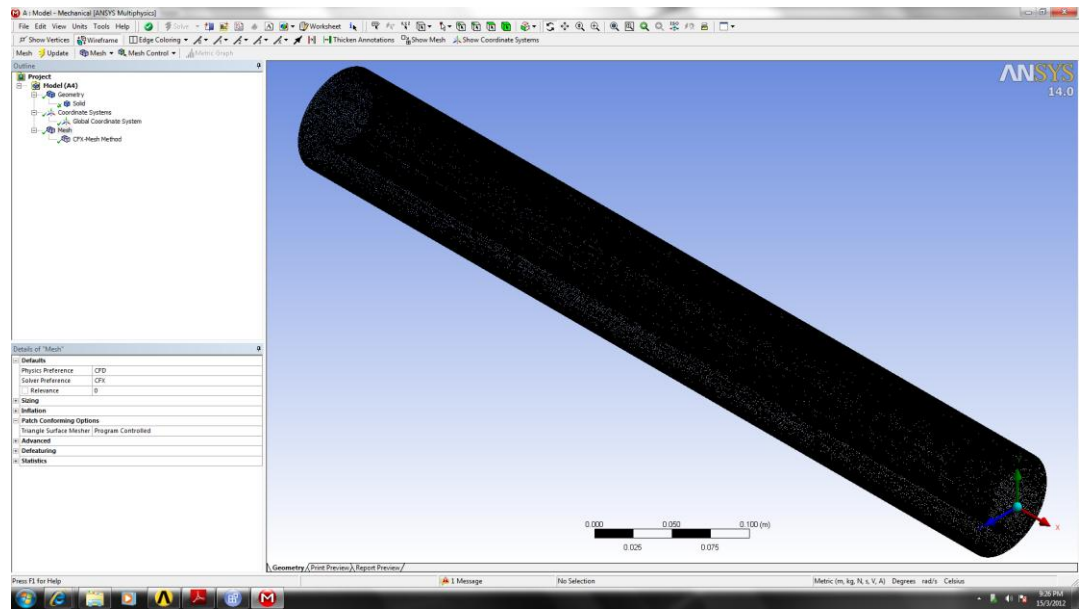 A : Model - Mechanical [ANSYS Multiphysics]
File Edit View Units Tools Help Solve Worksheet
Show Vertices Wireframe Edge Coloring Thicken Annotations Show Mesh Show Coordinate Systems
Mesh Update Mesh Mesh Control Metric Graph
Outline
Project
Model (A4)
Geometry
Solid
Coordinate Systems
Global Coordinate System
Mesh
CFX-Mesh Method
ANSYS
14.0
Details of "Mesh"
Defaults
Physics Preference CFD
Solver Preference CFX
Relevance 0
Sizing
Inflation
Patch Conforming Options
Triangle Surface Mesher Program Controlled
Advanced
Defeaturing
Statistics
0.000 0.050 0.100 (m)
0.025 0.075
X
Geometry Print Preview Report Preview
Press F1 for Help 1 Message No Selection Metric (m, kg, N, s, V, A) Degrees rad/s Celsius
9:26 PM
15/3/2012